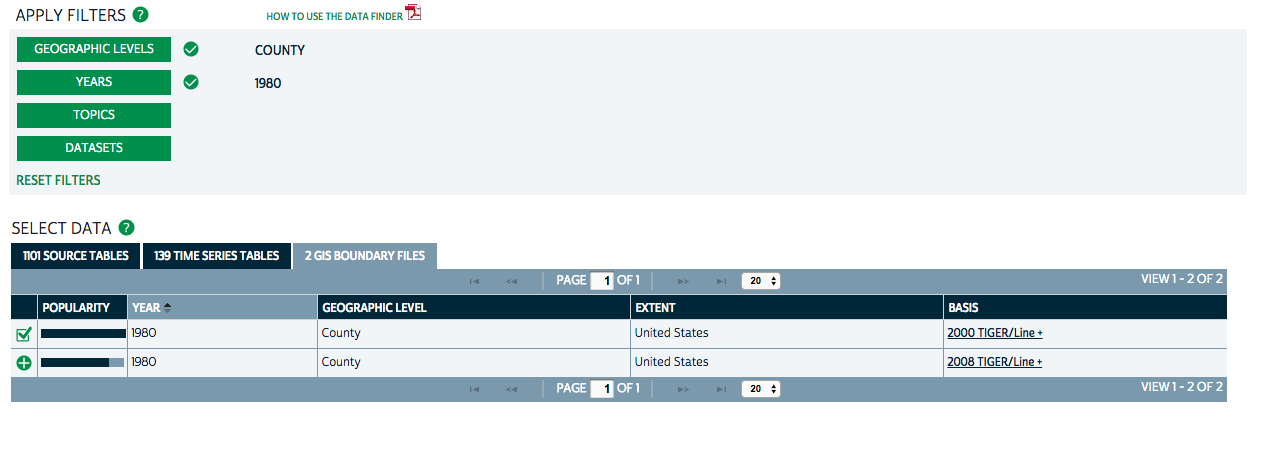 APPLY FILTERS ?
HOW TO USE THE DATA FINDER
GEOGRAPHIC LEVELS COUNTY
YEARS 1980
TOPICS
DATASETS
RESET FILTERS
SELECT DATA ?
1101 SOURCE TABLES 139 TIME SERIES TABLES 2 GIS BOUNDARY FILES
PAGE 1 OF 1 20 VIEW 1 - 2 OF 2
POPULARITY YEAR GEOGRAPHIC LEVEL EXTENT BASIS
1980 County United States 2000 TIGER/Line +
1980 County United States 2008 TIGER/Line +
PAGE 1 OF 1 20 VIEW 1 - 2 OF 2